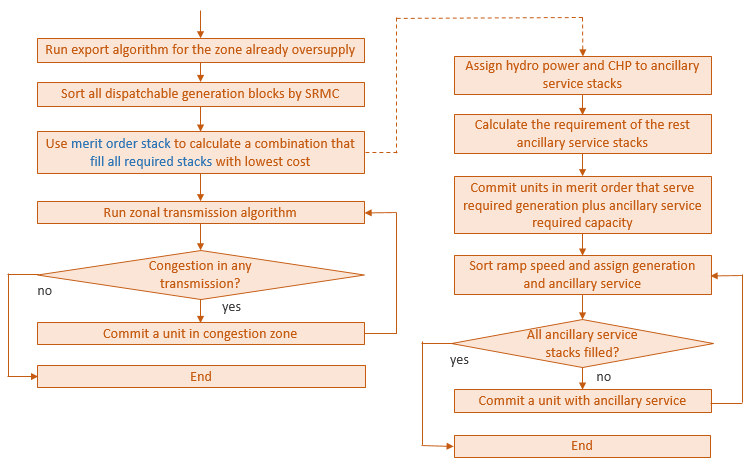 Run export algorithm for the zone already oversupply
Sort all dispatchable generation blocks by SRMC
Use merit order stack to calculate a combination that
fill all required stacks with lowest cost
Run zonal transmission algorithm
Congestion in any
transmission?
no
yes
Commit a unit in congestion zone
End
Assign hydro power and CHP to ancillary
service stacks
Calculate the requirement of the rest
ancillary service stacks
Commit units in merit order that serve
required generation plus ancillary service
required capacity
Sort ramp speed and assign generation
and ancillary service
All ancillary service
stacks filled?
yes
no
Commit a unit with ancillary service
End